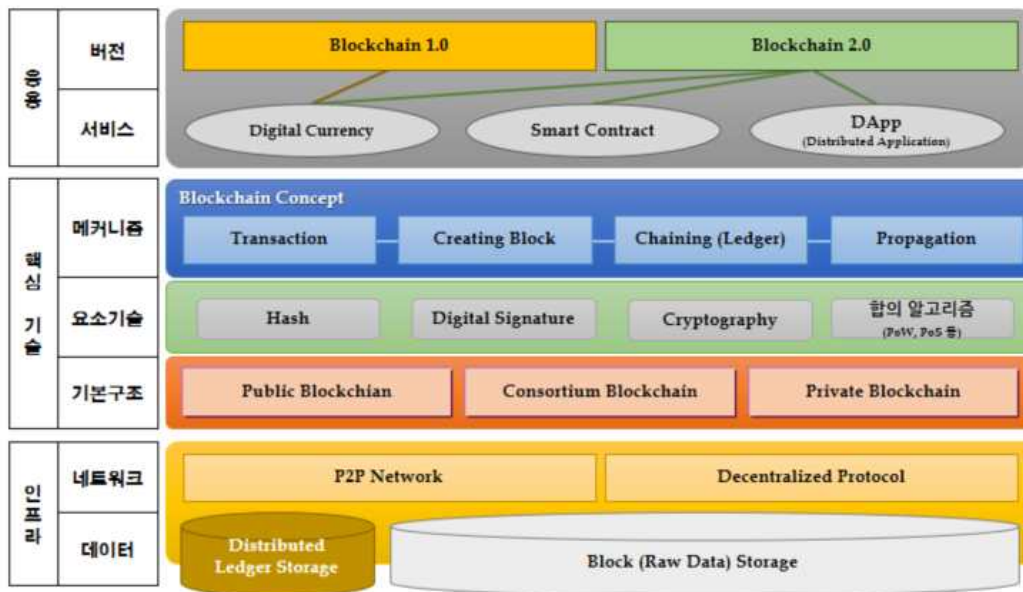 응용
버전
Blockchain 1.0
Blockchain 2.0
서비스
Digital Currency
Smart Contract
DApp
(Distributed Application)
핵심 기술
메커니즘
Blockchain Concept
Transaction
Creating Block
Chaining (Ledger)
Propagation
요소기술
Hash
Digital Signature
Cryptography
합의 알고리즘
(PoW, PoS 등)
기본구조
Public Blockchian
Consortium Blockchain
Private Blockchain
인프라
네트워크
P2P Network
Decentralized Protocol
데이터
Distributed
Ledger Storage
Block (Raw Data) Storage